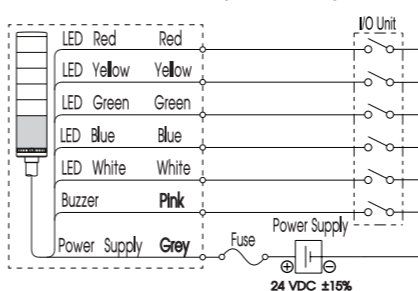 I/O Unit
LED Red Red
LED Yellow Yellow
LED Green Green
LED Blue Blue
LED White White
Buzzer Pink
Power Supply Grey
Fuse
Power Supply
⊕ ⊖
24 VDC ±15%